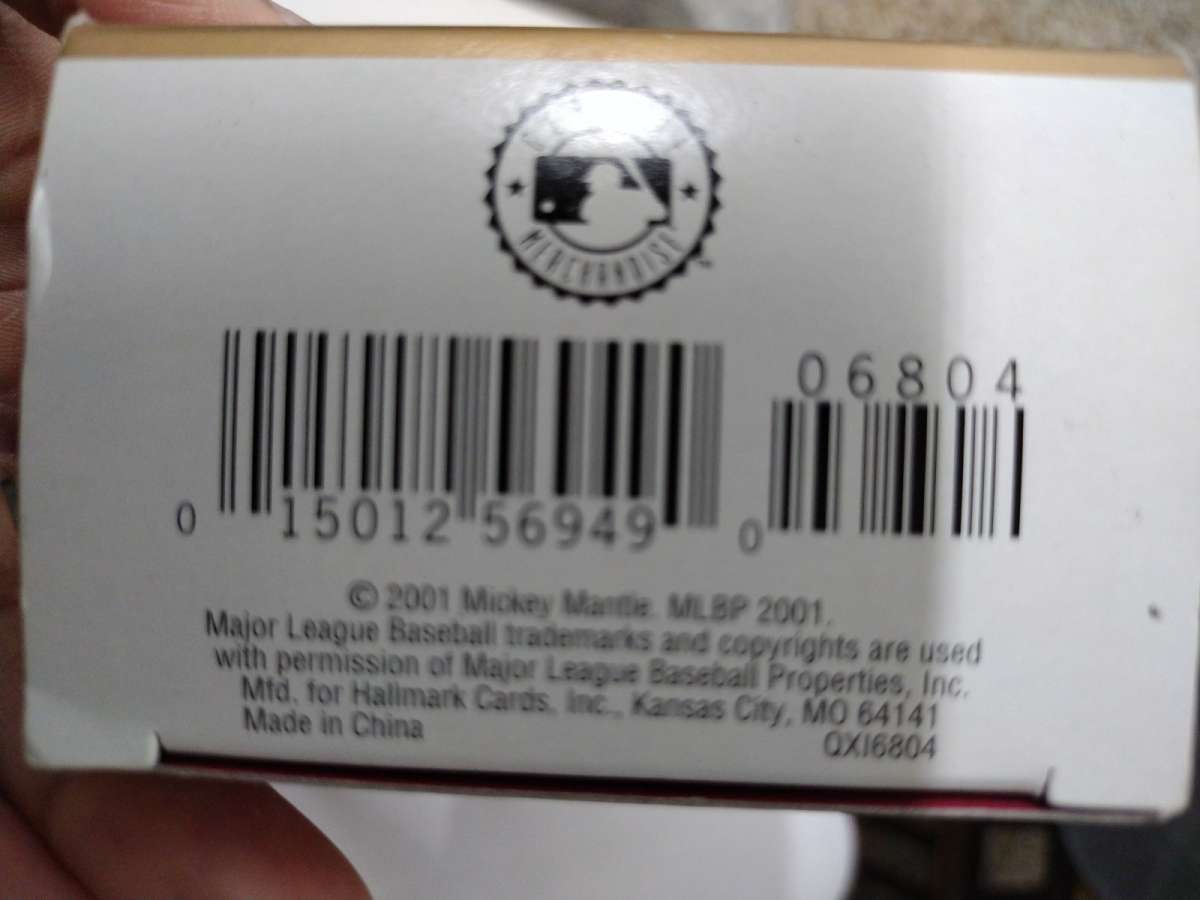 MERCHANDISE
06804
0 15012 56949 0
© 2001 Mickey Mantle. MLBP 2001.
Major League Baseball trademarks and copyrights are used
with permission of Major League Baseball Properties, Inc.
Mfd. for Hallmark Cards, Inc., Kansas City, MO 64141
Made in China
QXI6804